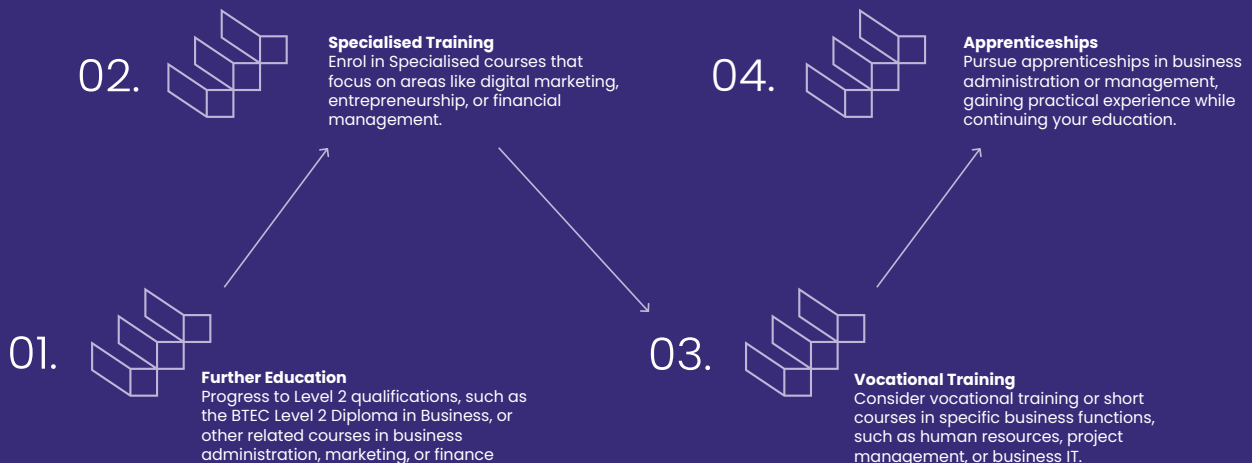 01.
Further Education
Progress to Level 2 qualifications, such as
the BTEC Level 2 Diploma in Business, or
other related courses in business
administration, marketing, or finance
02.
Specialised Training
Enrol in Specialised courses that
focus on areas like digital marketing,
entrepreneurship, or financial
management.
03.
Vocational Training
Consider vocational training or short
courses in specific business functions,
such as human resources, project
management, or business IT.
04.
Apprenticeships
Pursue apprenticeships in business
administration or management,
gaining practical experience while
continuing your education.